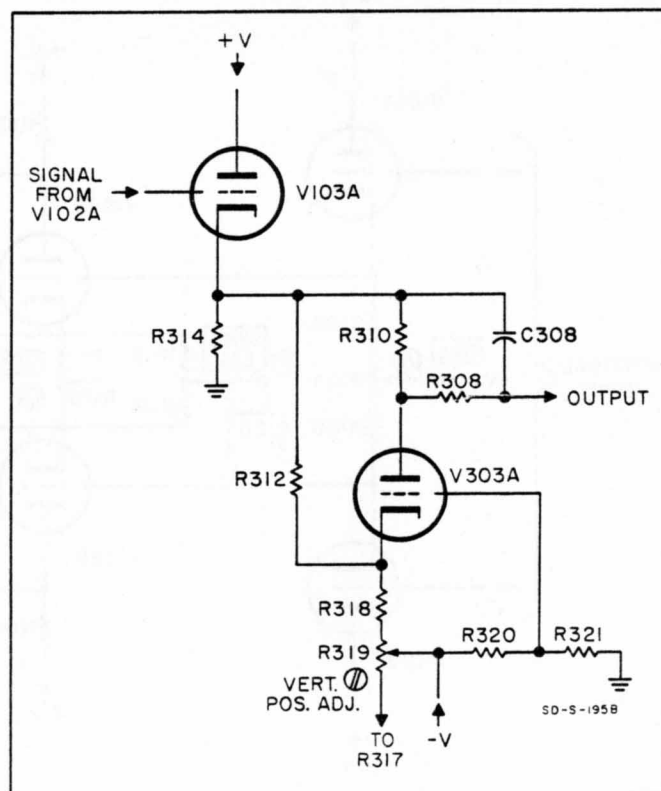 +V
SIGNAL
FROM
V102A
V103A
R314
R310
C308
R308
OUTPUT
R312
V303A
R318
R319
R320
R321
VERT.
POS. ADJ.
TO
R317
-V
SD-S-1958